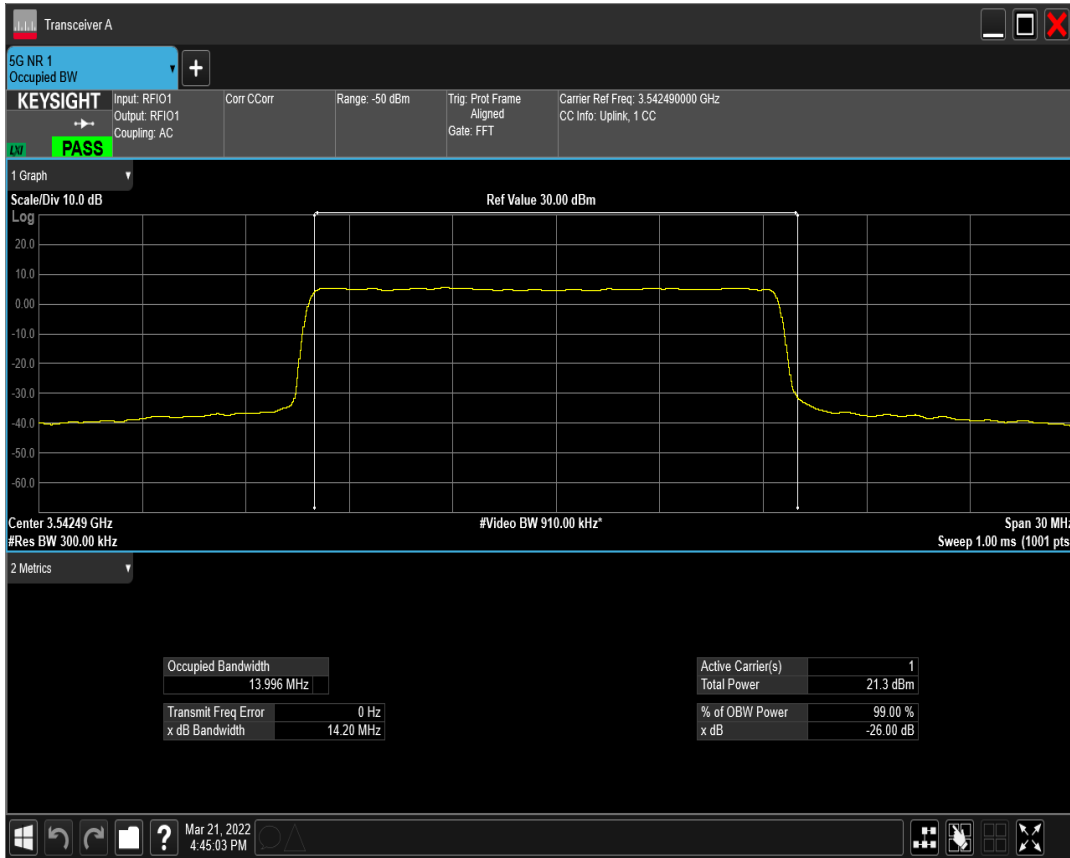 Transceiver A
5G NR 1
Occupied BW
KEYSIGHT
LXI
PASS
Input: RFIO1
Output: RFIO1
Coupling: AC
Corr CCorr
Range: -50 dBm
Trig: Prot Frame
Aligned
Gate: FFT
Carrier Ref Freq: 3.542490000 GHz
CC Info: Uplink, 1 CC
1 Graph
Scale/Div 10.0 dB
Ref Value 30.00 dBm
Log
20.0
10.0
0.00
-10.0
-20.0
-30.0
-40.0
-50.0
-60.0
Center 3.54249 GHz
#Video BW 910.00 kHz*
Span 30 MHz
#Res BW 300.00 kHz
Sweep 1.00 ms (1001 pts
2 Metrics
Occupied Bandwidth
13.996 MHz
Transmit Freq Error 0 Hz
x dB Bandwidth 14.20 MHz
Active Carrier(s) 1
Total Power 21.3 dBm
% of OBW Power 99.00 %
x dB -26.00 dB
Mar 21, 2022
4:45:03 PM